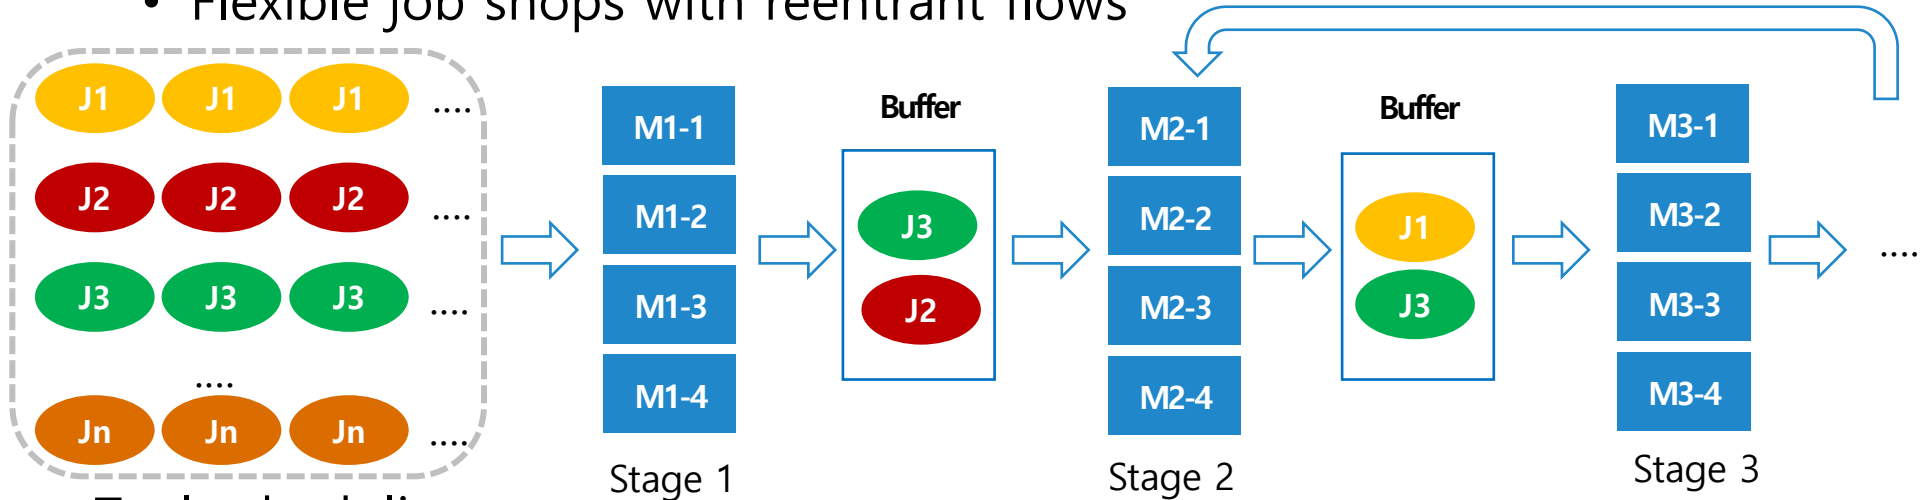 • Flexible job shops with reentrant flows
J1 J1 J1 ....
J2 J2 J2 ....
J3 J3 J3 ....
....
Jn Jn Jn ....
M1-1
M1-2
M1-3
M1-4
Stage 1
Buffer
J3
J2
M2-1
M2-2
M2-3
M2-4
Stage 2
Buffer
J1
J3
M3-1
M3-2
M3-3
M3-4
Stage 3
....